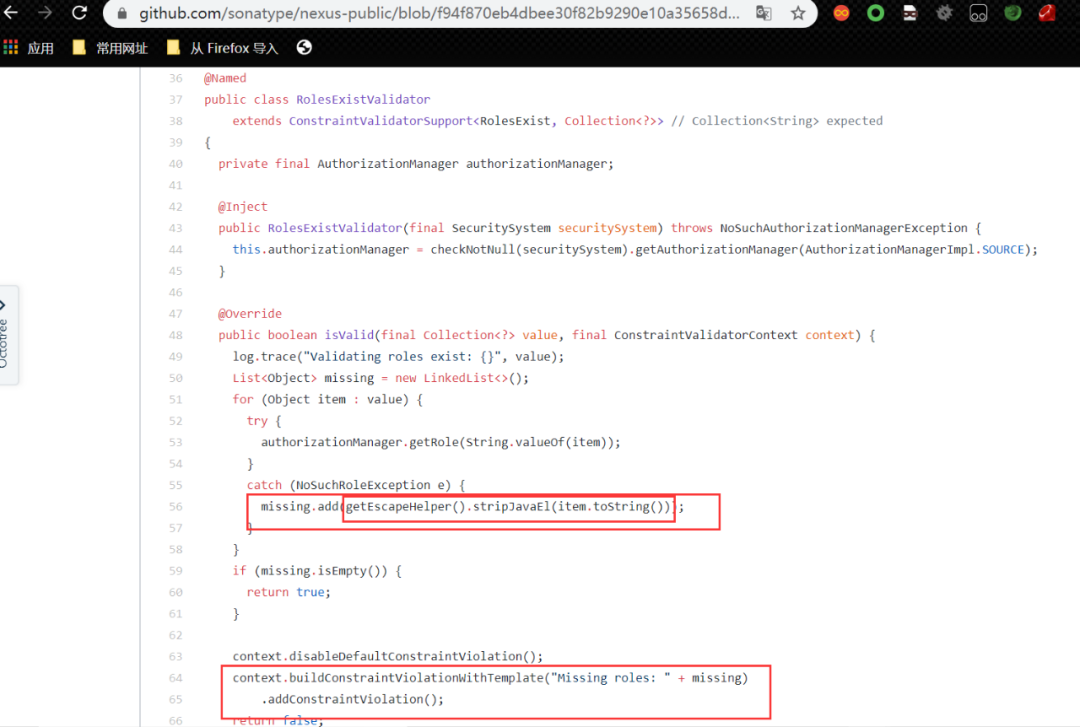 github.com/sonatype/nexus-public/blob/f94f870eb4dbee30f82b9290e10a35658d...
应用 常用网址 从 Firefox 导入
Octotree
36 @Named
37 public class RolesExistValidator
38 extends ConstraintValidatorSupport<RolesExist, Collection<?>> // Collection<String> expected
39 {
40 private final AuthorizationManager authorizationManager;
41
42 @Inject
43 public RolesExistValidator(final SecuritySystem securitySystem) throws NoSuchAuthorizationManagerException {
44 this.authorizationManager = checkNotNull(securitySystem).getAuthorizationManager(AuthorizationManagerImpl.SOURCE);
45 }
46
47 @Override
48 public boolean isValid(final Collection<?> value, final ConstraintValidatorContext context) {
49 log.trace("Validating roles exist: {}", value);
50 List<Object> missing = new LinkedList<>();
51 for (Object item : value) {
52 try {
53 authorizationManager.getRole(String.valueOf(item));
54 }
55 catch (NoSuchRoleException e) {
56 missing.add(getEscapeHelper().stripJavaEl(item.toString()));
57 }
58 }
59 if (missing.isEmpty()) {
60 return true;
61 }
62
63 context.disableDefaultConstraintViolation();
64 context.buildConstraintViolationWithTemplate("Missing roles: " + missing)
65 .addConstraintViolation();
66 return false;